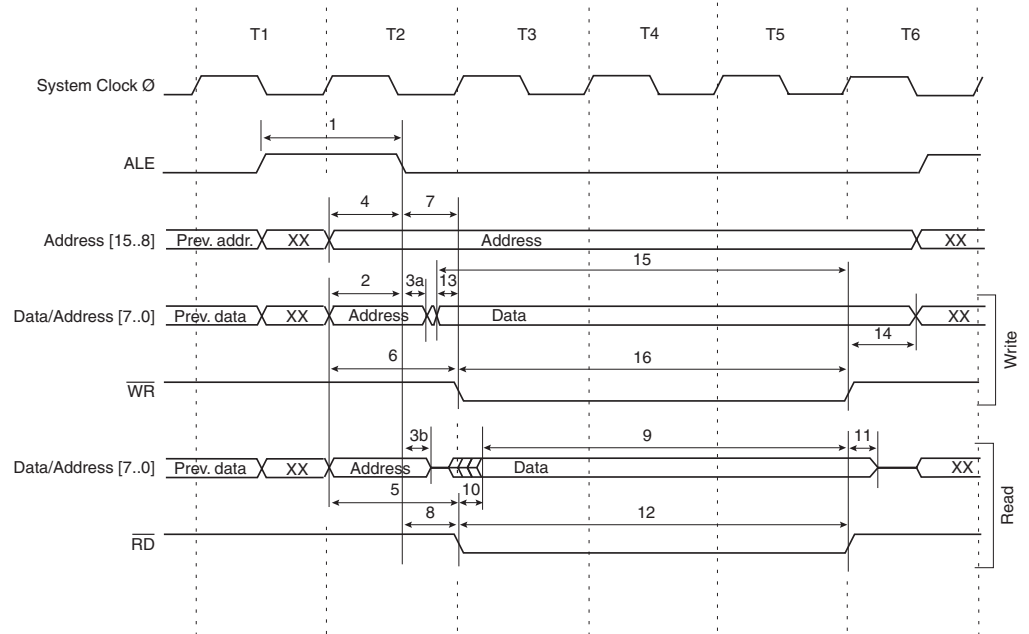 T1 T2 T3 T4 T5 T6
System Clock Ø
1
ALE
4 7
Address [15..8] Prev. addr. XX Address XX
15
2 3a 13
Data/Address [7..0] Prev. data XX Address Data XX
14
Write
6 16
WR
3b 9 11
Data/Address [7..0] Prev. data XX Address Data XX
5 10
Read
8 12
RD